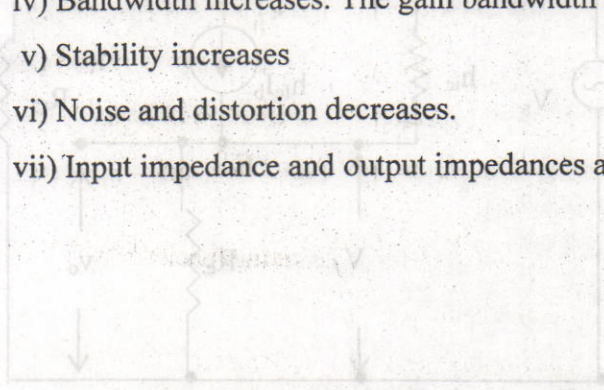 iv) Bandwidth increases. The gain bandwidth
v) Stability increases
vi) Noise and distortion decreases.
vii) Input impedance and output impedances a